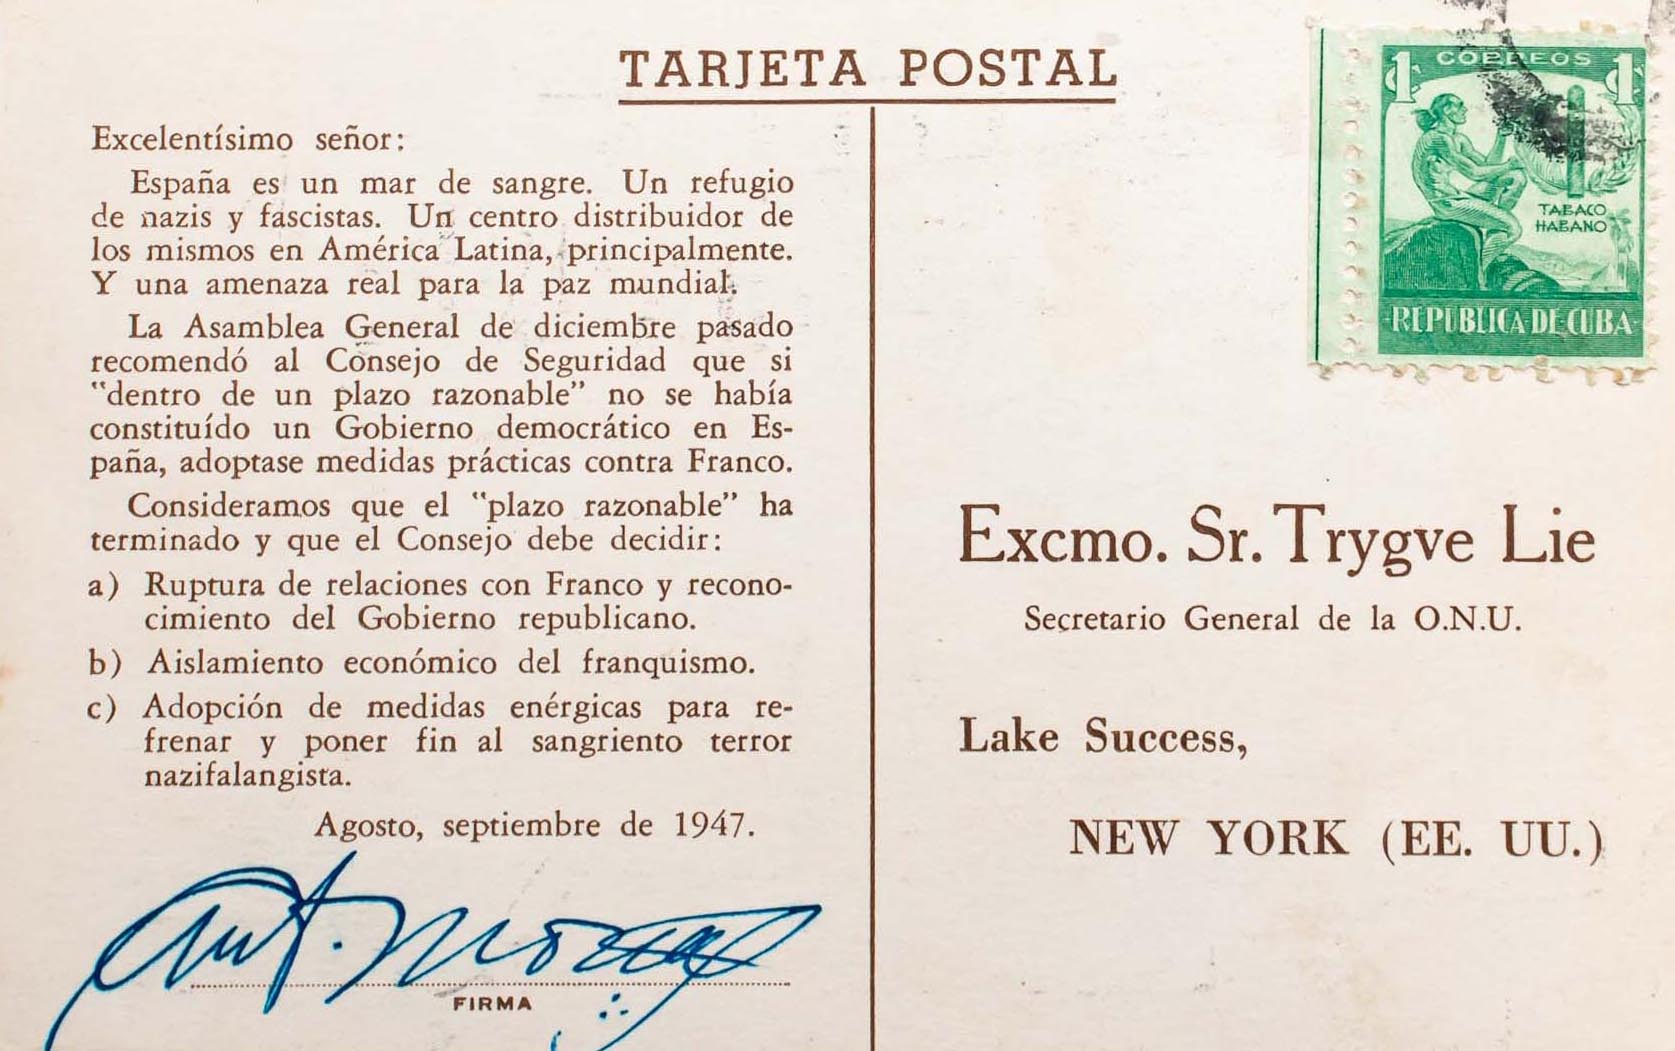 TARJETA POSTAL
Excelentísimo señor:
España es un mar de sangre. Un refugio
de nazis y fascistas. Un centro distribuidor de
los mismos en América Latina, principalmente.
Y una amenaza real para la paz mundial.
La Asamblea General de diciembre pasado
recomendó al Consejo de Seguridad que si
"dentro de un plazo razonable" no se había
constituído un Gobierno democrático en Es-
paña, adoptase medidas prácticas contra Franco.
Consideramos que el "plazo razonable" ha
terminado y que el Consejo debe decidir:
a) Ruptura de relaciones con Franco y recono-
cimiento del Gobierno republicano.
b) Aislamiento económico del franquismo.
c) Adopción de medidas enérgicas para re-
frenar y poner fin al sangriento terror
nazifalangista.
Agosto, septiembre de 1947.
FIRMA
1¢ CORREOS 1¢
TABACO
HABANO
REPUBLICA DE CUBA
Excmo. Sr. Trygve Lie
Secretario General de la O.N.U.
Lake Success,
NEW YORK (EE. UU.)